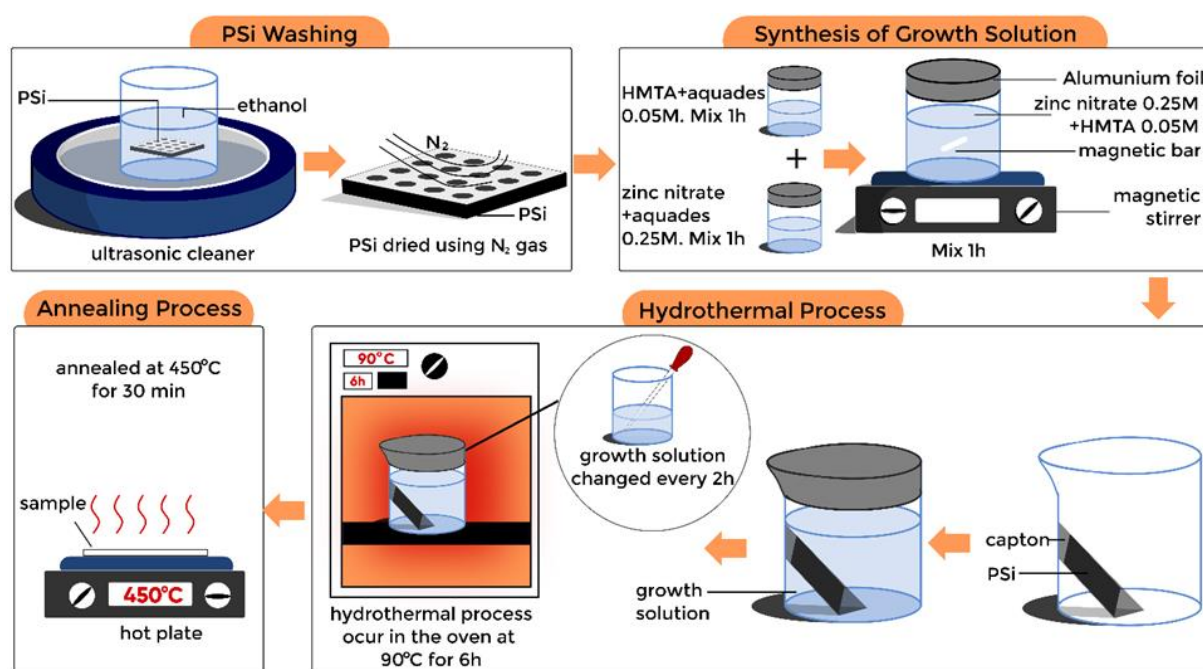 PSi Washing
PSi
ethanol
ultrasonic cleaner
N₂
PSi
PSi dried using N₂ gas
Synthesis of Growth Solution
HMTA+aquades
0.05M. Mix 1h
+
zinc nitrate
+aquades
0.25M. Mix 1h
Alumunium foil
zinc nitrate 0.25M
+HMTA 0.05M
magnetic bar
magnetic
stirrer
Mix 1h
Hydrothermal Process
capton
PSi
growth
solution
growth solution
changed every 2h
90°C
6h
hydrothermal process
occur in the oven at
90°C for 6h
Annealing Process
annealed at 450°C
for 30 min
sample
450°C
hot plate